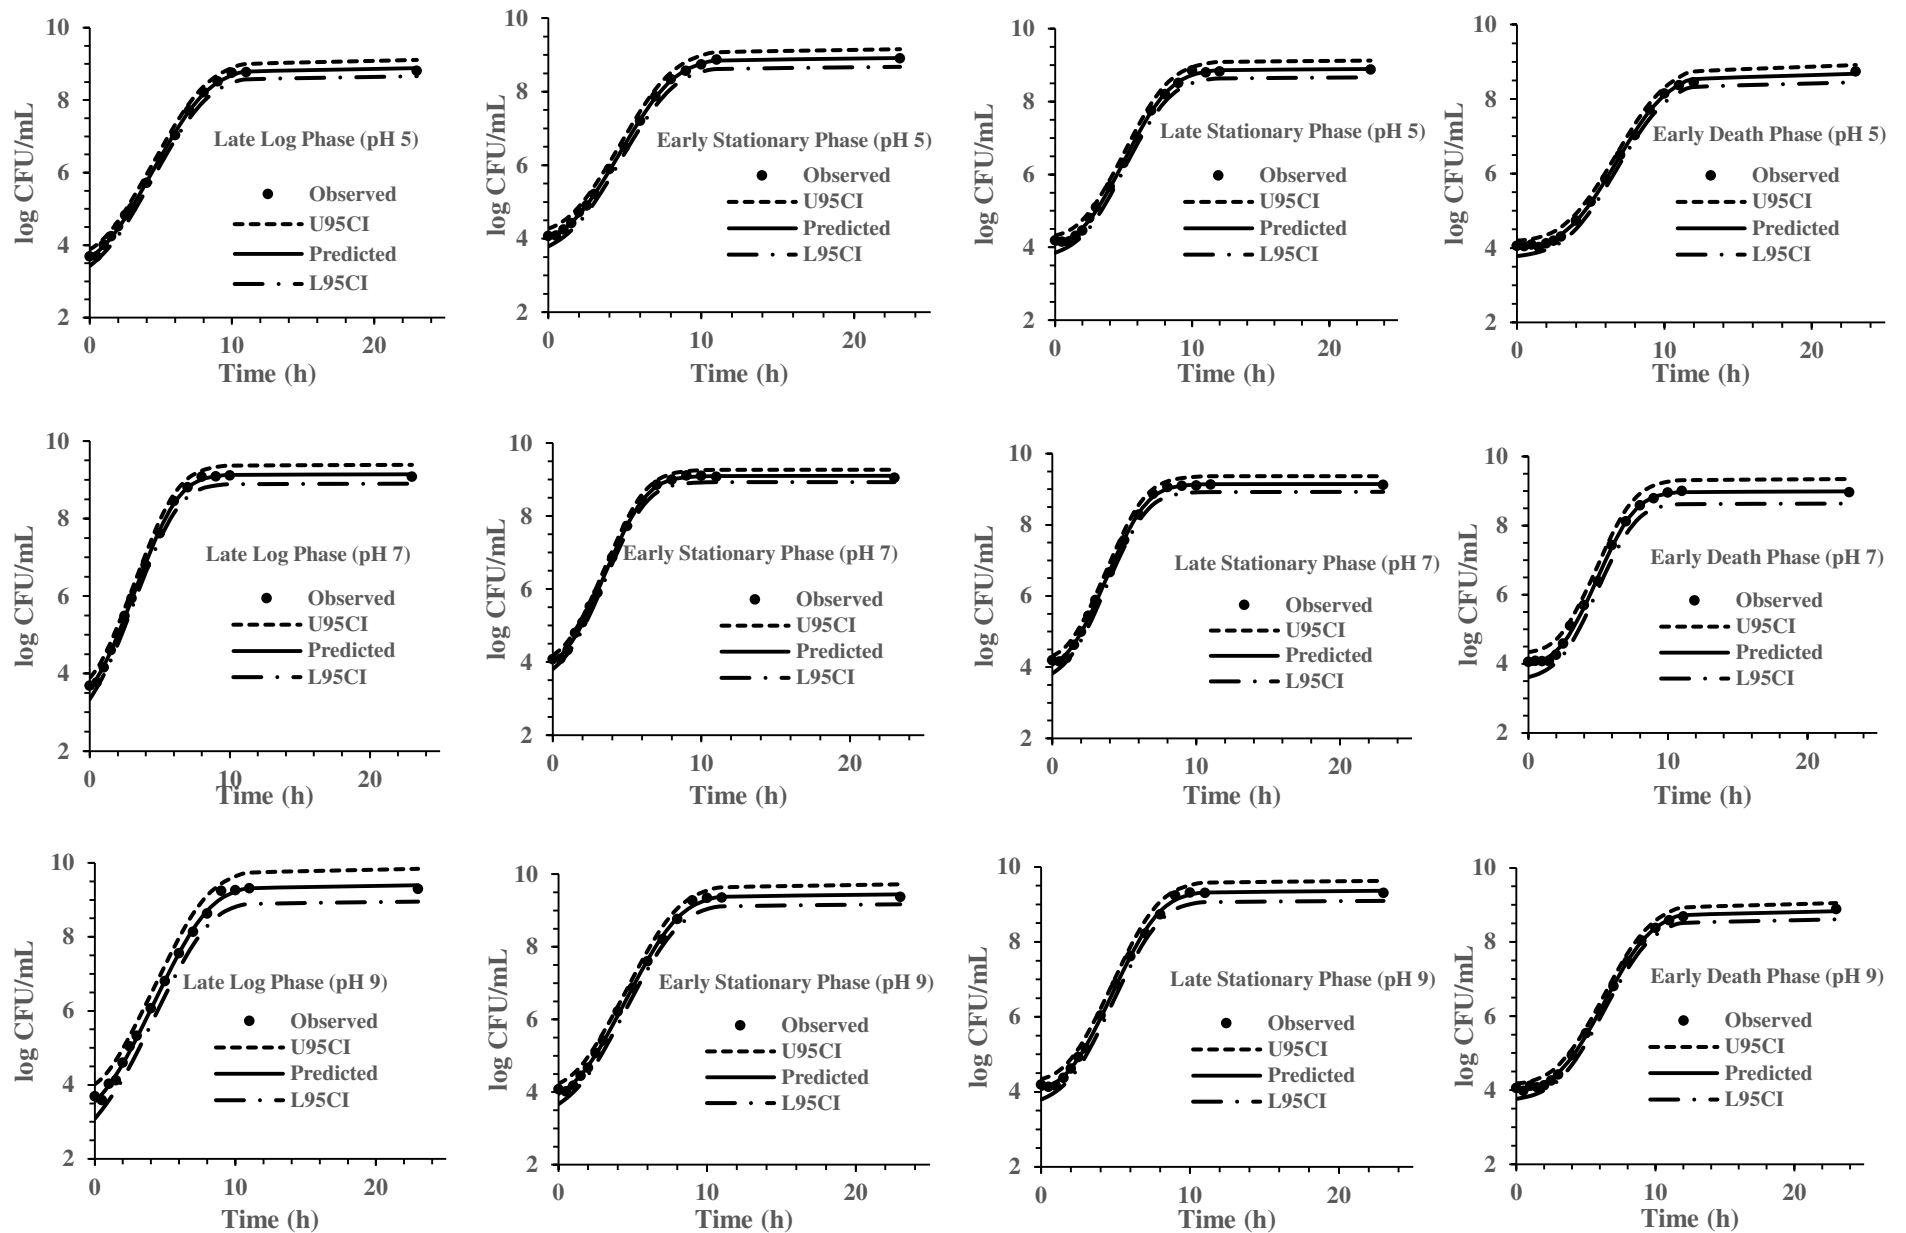 10
8
6
4
2
0
10
20
log CFU/mL
Time (h)
Late Log Phase (pH 5)
Observed
U95CI
Predicted
L95CI
10
8
6
4
2
0
10
20
log CFU/mL
Time (h)
Early Stationary Phase (pH 5)
Observed
U95CI
Predicted
L95CI
10
8
6
4
2
0
10
20
log CFU/mL
Time (h)
Late Stationary Phase (pH 5)
Observed
U95CI
Predicted
L95CI
10
8
6
4
2
0
10
20
log CFU/mL
Time (h)
Early Death Phase (pH 5)
Observed
U95CI
Predicted
L95CI
10
8
6
4
2
0
10
20
log CFU/mL
Time (h)
Late Log Phase (pH 7)
Observed
U95CI
Predicted
L95CI
10
8
6
4
2
0
10
20
log CFU/mL
Time (h)
Early Stationary Phase (pH 7)
Observed
U95CI
Predicted
L95CI
10
8
6
4
2
0
10
20
log CFU/mL
Time (h)
Late Stationary Phase (pH 7)
Observed
U95CI
Predicted
L95CI
10
8
6
4
2
0
10
20
log CFU/mL
Time (h)
Early Death Phase (pH 7)
Observed
U95CI
Predicted
L95CI
10
8
6
4
2
0
10
20
log CFU/mL
Time (h)
Late Log Phase (pH 9)
Observed
U95CI
Predicted
L95CI
10
8
6
4
2
0
10
20
log CFU/mL
Time (h)
Early Stationary Phase (pH 9)
Observed
U95CI
Predicted
L95CI
10
8
6
4
2
0
10
20
log CFU/mL
Time (h)
Late Stationary Phase (pH 9)
Observed
U95CI
Predicted
L95CI
10
8
6
4
2
0
10
20
log CFU/mL
Time (h)
Early Death Phase (pH 9)
Observed
U95CI
Predicted
L95CI